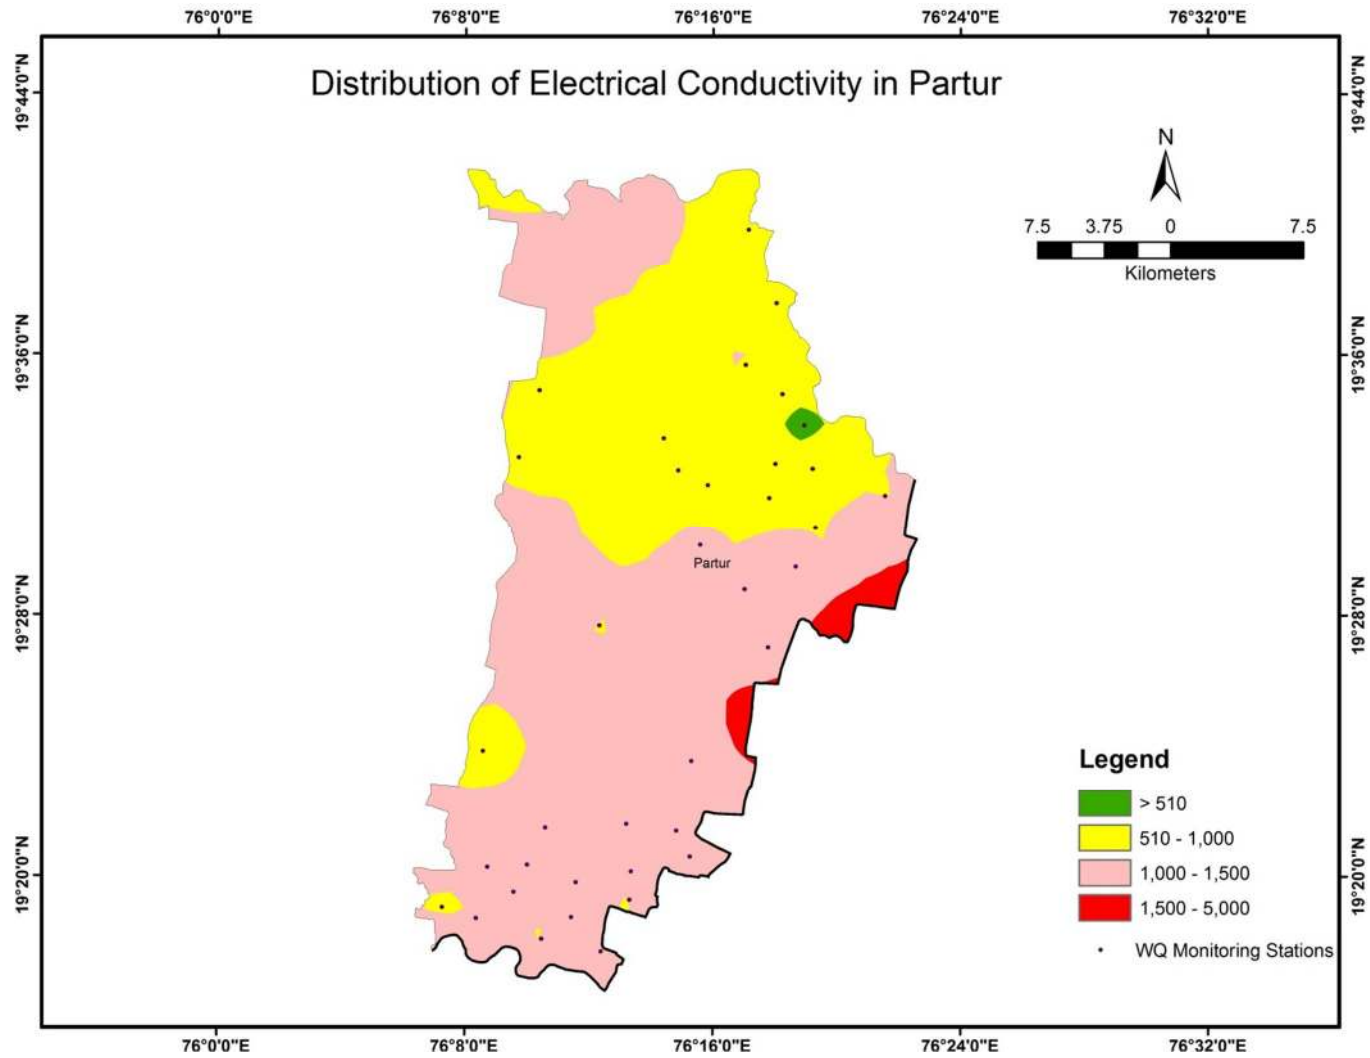 76°0'0"E 76°8'0"E 76°16'0"E 76°24'0"E 76°32'0"E
Distribution of Electrical Conductivity in Partur
19°44'0"N 19°44'0"N
N
7.5 3.75 0 7.5
Kilometers
19°36'0"N 19°36'0"N
Partur
19°28'0"N 19°28'0"N
Legend
> 510
510 - 1,000
1,000 - 1,500
1,500 - 5,000
WQ Monitoring Stations
19°20'0"N 19°20'0"N
76°0'0"E 76°8'0"E 76°16'0"E 76°24'0"E 76°32'0"E